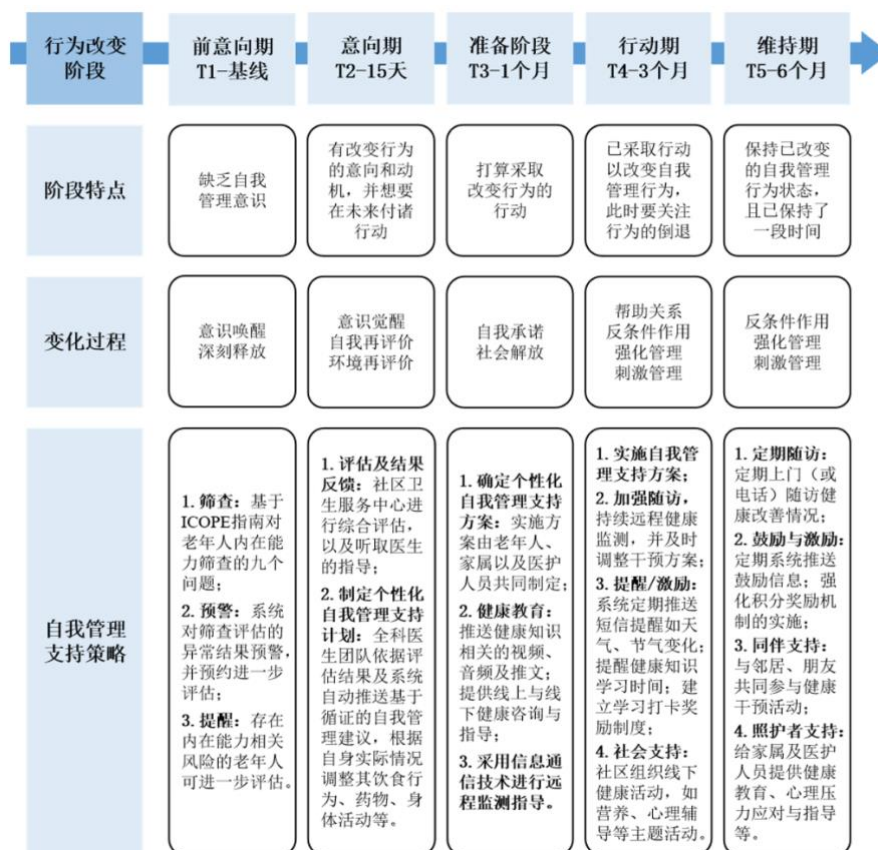 行为改变
阶段
前意向期
T1-基线
意向期
T2-15天
准备阶段
T3-1个月
行动期
T4-3个月
维持期
T5-6个月
阶段特点
缺乏自我
管理意识
有改变行为
的意向和动
机，并想要
在未来付诸
行动
打算采取
改变行为的
行动
已采取行动
以改变自我
管理行为，
此时要关注
行为的倒退
保持已改变
的自我管理
行为状态，
且已保持了
一段时间
变化过程
意识唤醒
深刻释放
意识觉醒
自我再评价
环境再评价
自我承诺
社会解放
帮助关系
反条件作用
强化管理
刺激管理
反条件作用
强化管理
刺激管理
自我管理
支持策略
1. 筛查：基于
ICOPE指南对
老年人内在能
力筛查的九个
问题；
2. 预警：系统
对筛查评估的
异常结果预警，
并预约进一步
评估；
3. 提醒：存在
内在能力相关
风险的老年人
可进一步评估。
1. 评估及结果
反馈：社区卫
生服务中心进
行综合评估，
以及听取医生
的指导；
2. 制定个性化
自我管理支持
计划：全科医
生团队依据评
估结果及系统
自动推送基于
循证的自我管
理建议，根据
自身实际情况
调整其饮食行
为、药物、身
体活动等。
1. 确定个性化
自我管理支持
方案：实施方
案由老年人、
家属以及医护
人员共同制定；
2. 健康教育：
推送健康知识
相关的视频、
音频及推文；
提供线上与线
下健康咨询与
指导；
3. 采用信息通
信技术进行远
程监测指导。
1. 实施自我管
理支持方案；
2. 加强随访，
持续远程健康
监测，并及时
调整干预方案；
3. 提醒/激励：
系统定期推送
短信提醒如天
气、节气变化；
提醒健康知识
学习时间；建
立学习打卡奖
励制度；
4. 社会支持：
社区组织线下
健康活动，如
营养、心理辅
导等主题活动。
1. 定期随访：
定期上门（或
电话）随访健
康改善情况；
2. 鼓励与激励：
定期系统推送
鼓励信息；强
化积分奖励机
制的实施；
3. 同伴支持：
与邻居、朋友
共同参与健康
干预活动；
4. 照护者支持：
给家属及医护
人员提供健康
教育、心理压
力应对与指导
等。